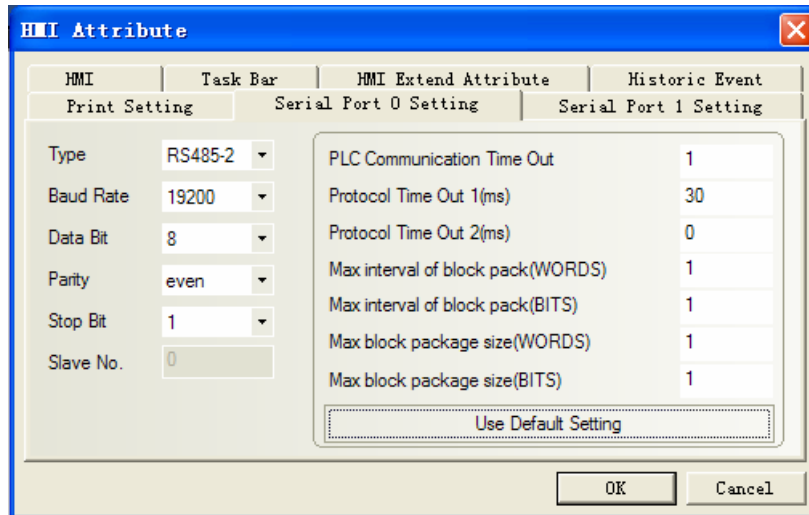 HMI Attribute
HMI
Task Bar
HMI Extend Attribute
Historic Event
Print Setting
Serial Port 0 Setting
Serial Port 1 Setting
Type
RS485-2
Baud Rate
19200
Data Bit
8
Parity
even
Stop Bit
1
Slave No.
0
PLC Communication Time Out
1
Protocol Time Out 1(ms)
30
Protocol Time Out 2(ms)
0
Max interval of block pack(WORDS)
1
Max interval of block pack(BITS)
1
Max block package size(WORDS)
1
Max block package size(BITS)
1
Use Default Setting
OK
Cancel